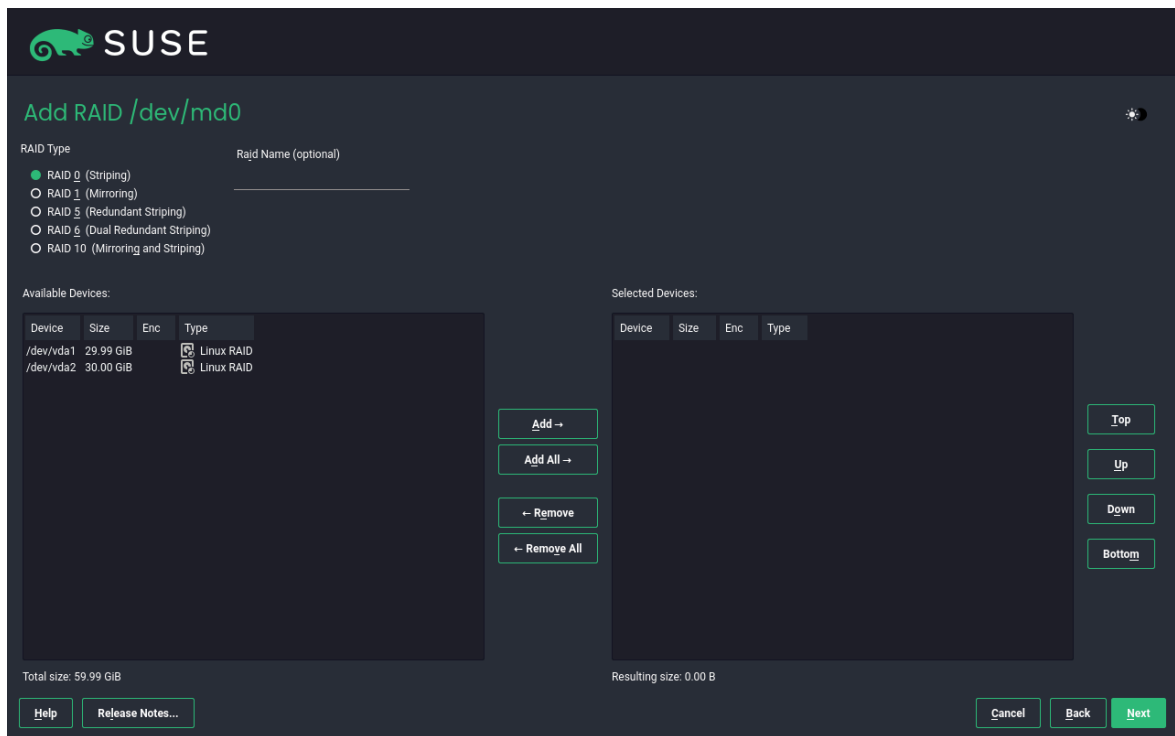 SUSE
Add RAID /dev/md0
RAID Type
RAID 0 (Striping)
RAID 1 (Mirroring)
RAID 5 (Redundant Striping)
RAID 6 (Dual Redundant Striping)
RAID 10 (Mirroring and Striping)
Raid Name (optional)
Available Devices:
Device Size Enc Type
/dev/vda1 29.99 GiB Linux RAID
/dev/vda2 30.00 GiB Linux RAID
Total size: 59.99 GiB
Add →
Add All →
← Remove
← Remove All
Selected Devices:
Device Size Enc Type
Resulting size: 0.00 B
Top
Up
Down
Bottom
Help Release Notes... Cancel Back Next